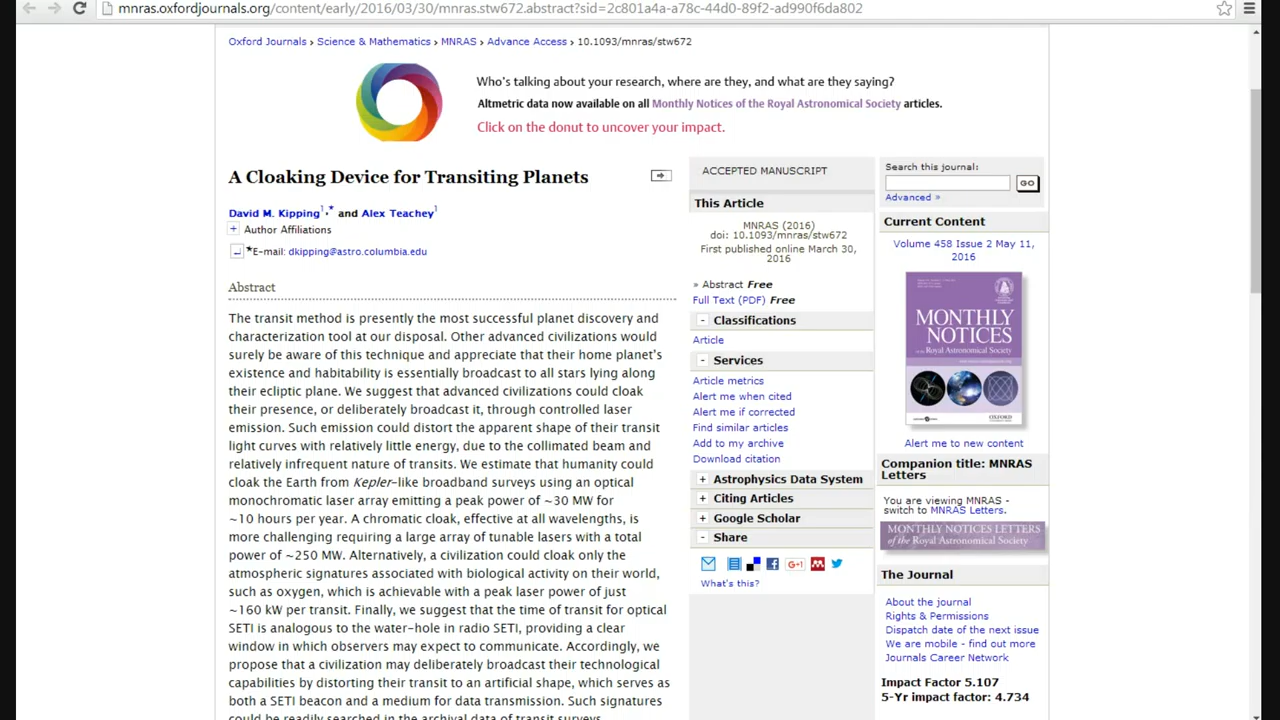 mnras.oxfordjournals.org/content/early/2016/03/30/mnras.stw672.abstract?sid=2c801a4a-a78c-44d0-89f2-ad990f6da802
Oxford Journals › Science & Mathematics › MNRAS › Advance Access › 10.1093/mnras/stw672
Who's talking about your research, where are they, and what are they saying?
Altmetric data now available on all Monthly Notices of the Royal Astronomical Society articles.
Click on the donut to uncover your impact.
A Cloaking Device for Transiting Planets
David M. Kipping1,* and Alex Teachey1
+ Author Affiliations
*E-mail: dkipping@astro.columbia.edu
Abstract
The transit method is presently the most successful planet discovery and
characterization tool at our disposal. Other advanced civilizations would
surely be aware of this technique and appreciate that their home planet's
existence and habitability is essentially broadcast to all stars lying along
their ecliptic plane. We suggest that advanced civilizations could cloak
their presence, or deliberately broadcast it, through controlled laser
emission. Such emission could distort the apparent shape of their transit
light curves with relatively little energy, due to the collimated beam and
relatively infrequent nature of transits. We estimate that humanity could
cloak the Earth from Kepler-like broadband surveys using an optical
monochromatic laser array emitting a peak power of ~30 MW for
~10 hours per year. A chromatic cloak, effective at all wavelengths, is
more challenging requiring a large array of tunable lasers with a total
power of ~250 MW. Alternatively, a civilization could cloak only the
atmospheric signatures associated with biological activity on their world,
such as oxygen, which is achievable with a peak laser power of just
~160 kW per transit. Finally, we suggest that the time of transit for optical
SETI is analogous to the water-hole in radio SETI, providing a clear
window in which observers may expect to communicate. Accordingly, we
propose that a civilization may deliberately broadcast their technological
capabilities by distorting their transit to an artificial shape, which serves as
both a SETI beacon and a medium for data transmission. Such signatures
could be readily searched in the archival data of transit surveys.
ACCEPTED MANUSCRIPT
This Article
MNRAS (2016)
doi: 10.1093/mnras/stw672
First published online March 30,
2016
» Abstract Free
Full Text (PDF) Free
- Classifications
Article
- Services
Article metrics
Alert me when cited
Alert me if corrected
Find similar articles
Add to my archive
Download citation
+ Astrophysics Data System
+ Citing Articles
+ Google Scholar
- Share
G+1
What's this?
Search this journal:
GO
Advanced »
Current Content
Volume 458 Issue 2 May 11,
2016
MONTHLY
NOTICES
of the Royal Astronomical Society
OXFORD
Alert me to new content
Companion title: MNRAS
Letters
You are viewing MNRAS -
switch to MNRAS Letters.
MONTHLY NOTICES LETTERS
of the Royal Astronomical Society
The Journal
About the journal
Rights & Permissions
Dispatch date of the next issue
We are mobile - find out more
Journals Career Network
Impact Factor 5.107
5-Yr impact factor: 4.734